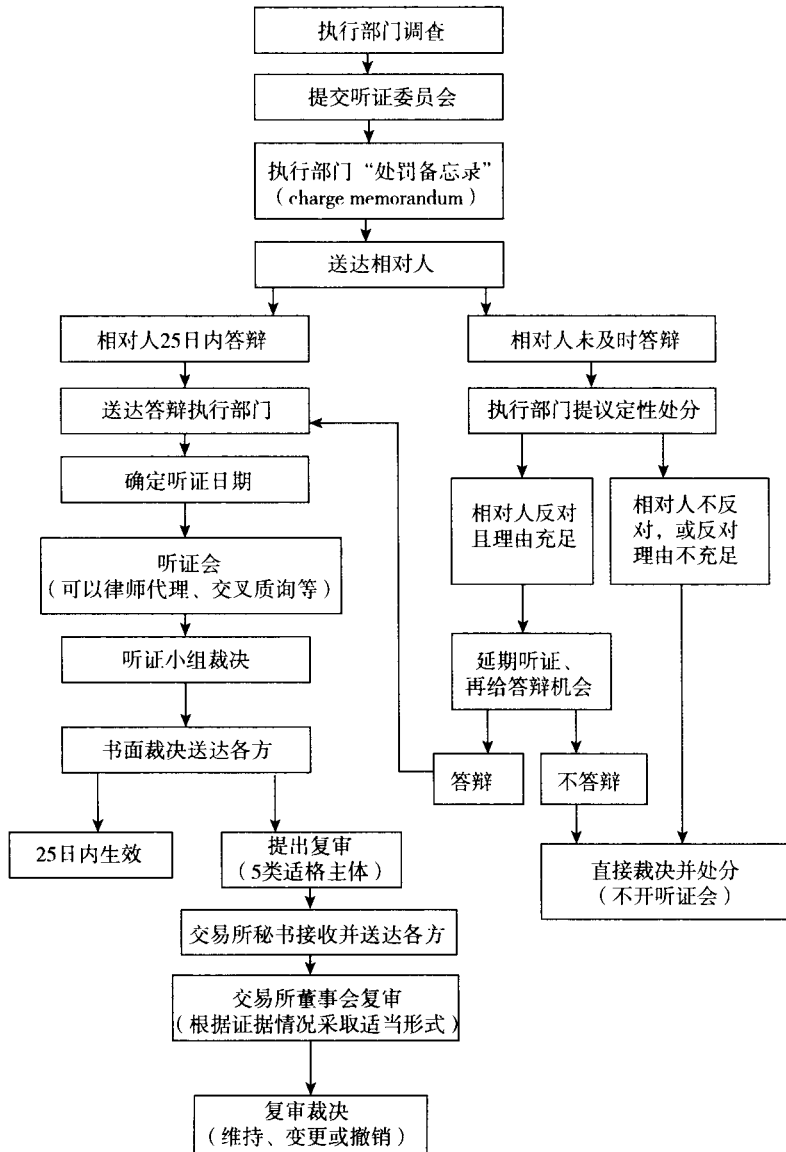 执行部门调查
提交听证委员会
执行部门“处罚备忘录”
（charge memorandum）
送达相对人
相对人25日内答辩
相对人未及时答辩
送达答辩执行部门
执行部门提议定性处分
确定听证日期
相对人反对
且理由充足
相对人不反
对，或反对
理由不充足
听证会
（可以律师代理、交叉质询等）
听证小组裁决
延期听证、
再给答辩机会
书面裁决送达各方
答辩
不答辩
25日内生效
提出复审
（5类适格主体）
直接裁决并处分
（不开听证会）
交易所秘书接收并送达各方
交易所董事会复审
（根据证据情况采取适当形式）
复审裁决
（维持、变更或撤销）